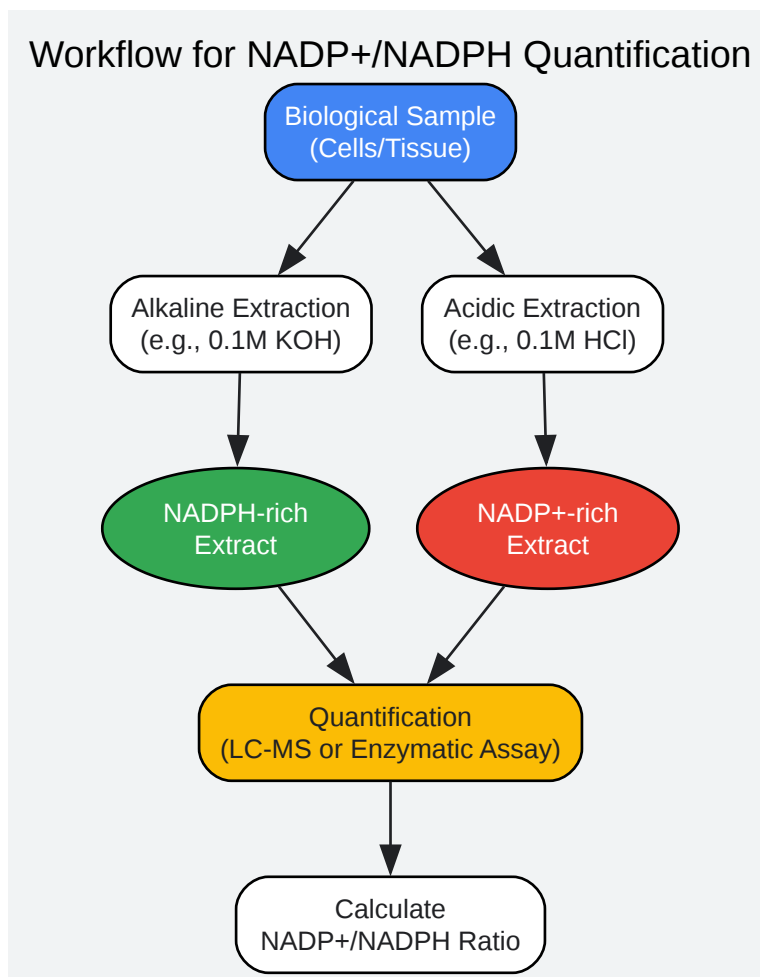 Workflow for NADP+/NADPH Quantification
Biological Sample
(Cells/Tissue)
Alkaline Extraction
(e.g., 0.1M KOH)
Acidic Extraction
(e.g., 0.1M HCl)
NADPH-rich
Extract
NADP+-rich
Extract
Quantification
(LC-MS or Enzymatic Assay)
Calculate
NADP+/NADPH Ratio